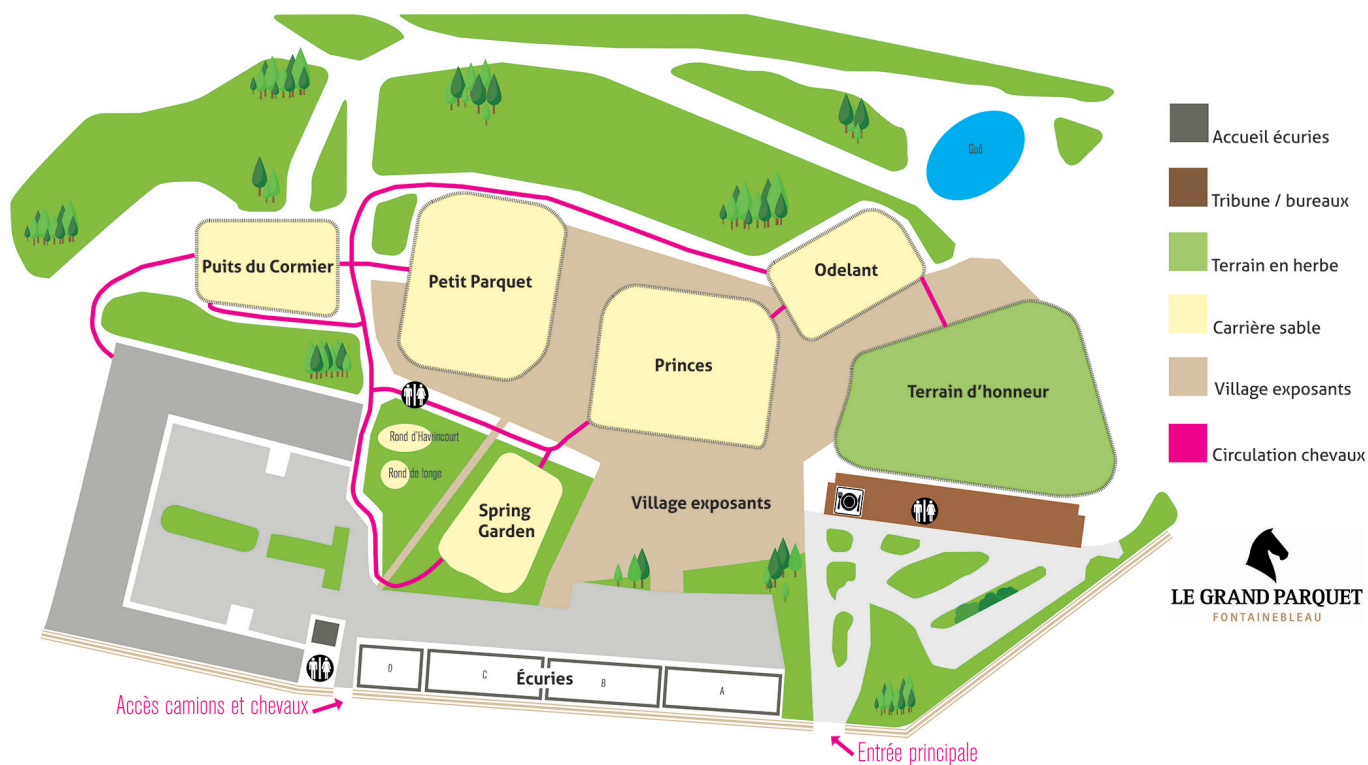 Gué
Accueil écuries
Tribune / bureaux
Terrain en herbe
Carrière sable
Village exposants
Circulation chevaux
Puits du Cormier
Petit Parquet
Odelant
Princes
Terrain d'honneur
Rond d'Havrincourt
Rond de longe
Spring
Garden
Village exposants
LE GRAND PARQUET
FONTAINEBLEAU
D
C
Écuries
B
A
Accès camions et chevaux
Entrée principale